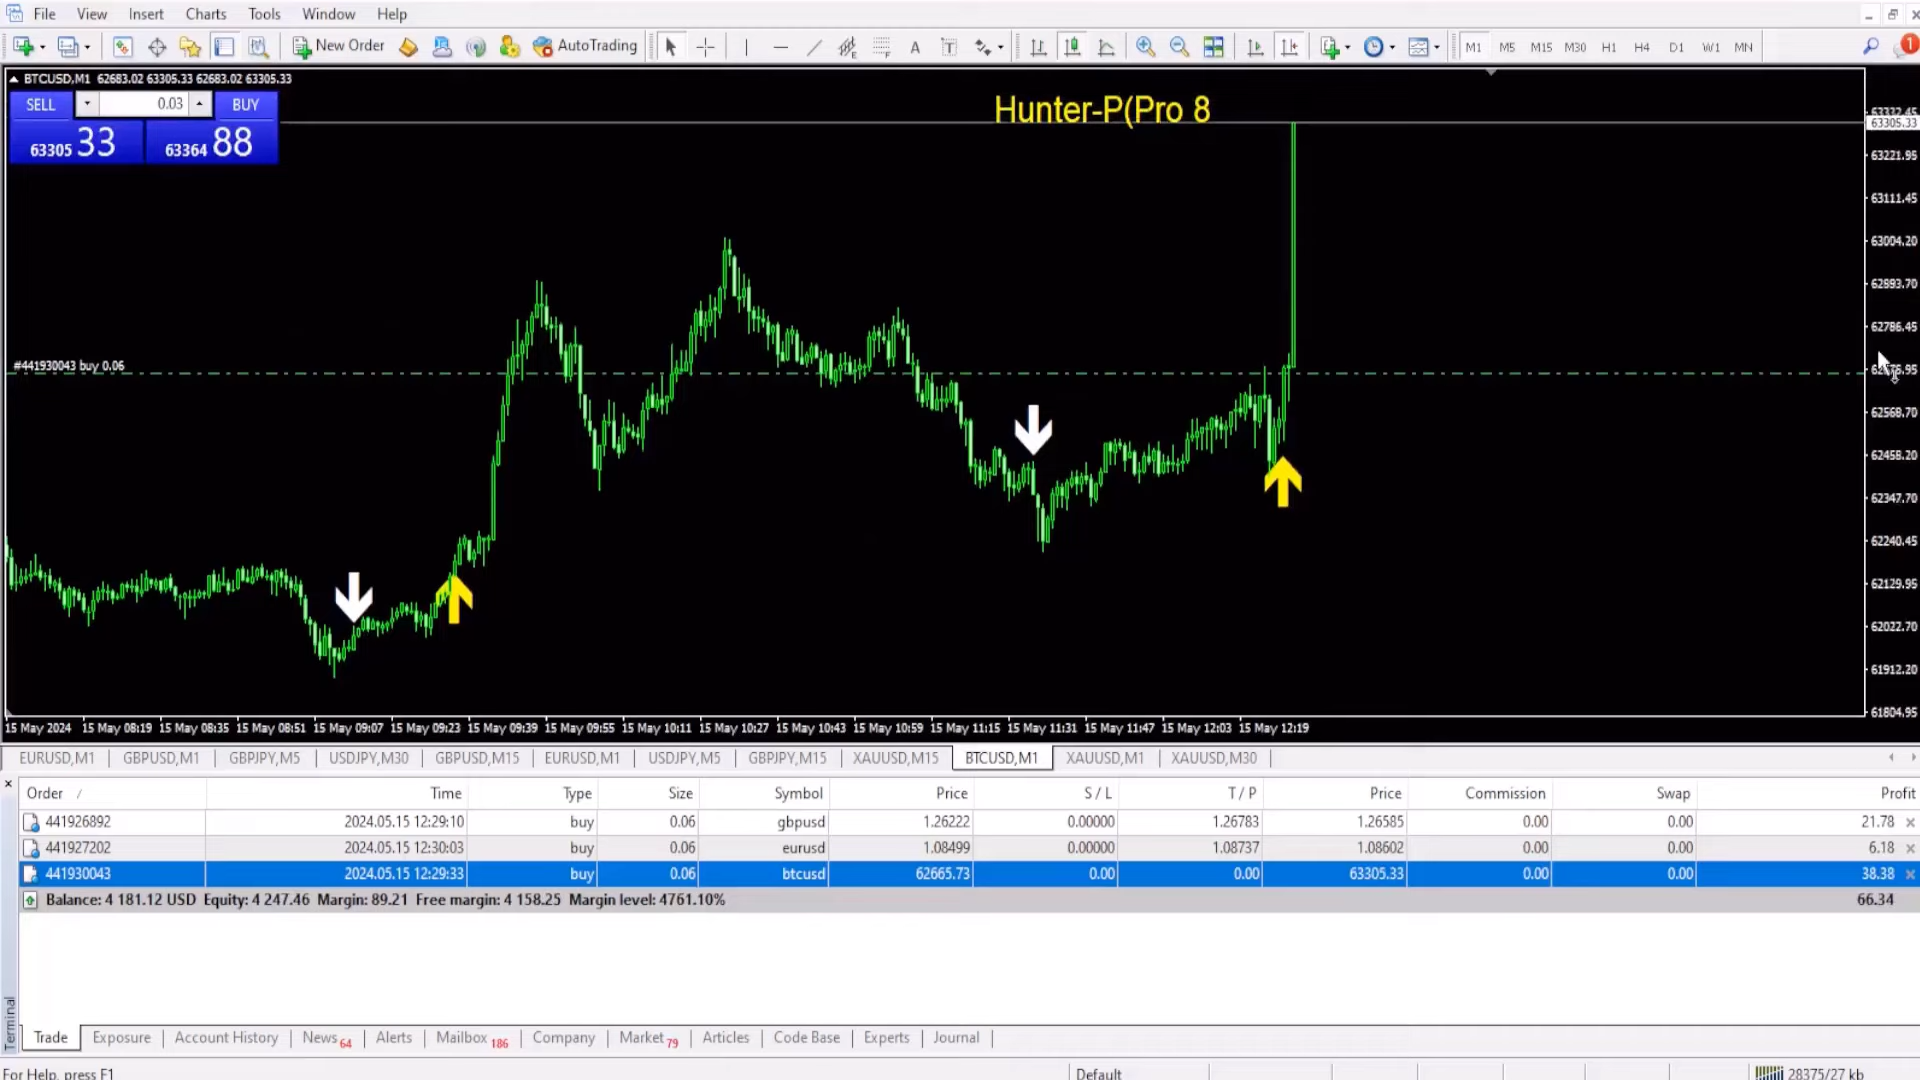 File View Insert Charts Tools Window Help
New Order AutoTrading A T M1 M5 M15 M30 H1 H4 D1 W1 MN 1
BTCUSD,M1 62683.02 63305.33 62683.02 63305.33
SELL 0.03 BUY
63305 33 63364 88
Hunter-P(Pro 8
63305.33
63221.95
63111.45
63004.20
62893.70
62786.45
#441930043 buy 0.06
62568.70
62458.20
62347.70
62240.45
62129.95
62022.70
61912.20
61804.95
15 May 2024 15 May 08:19 15 May 08:35 15 May 08:51 15 May 09:07 15 May 09:23 15 May 09:39 15 May 09:55 15 May 10:11 15 May 10:27 15 May 10:43 15 May 10:59 15 May 11:15 15 May 11:31 15 May 11:47 15 May 12:03 15 May 12:19
EURUSD,M1 GBPUSD,M1 GBPJPY,M5 USDJPY,M30 GBPUSD,M15 EURUSD,M1 USDJPY,M5 GBPJPY,M15 XAUUSD,M15 BTCUSD,M1 XAUUSD,M1 XAUUSD,M30
Order / Time Type Size Symbol Price S / L T / P Price Commission Swap Profit
441926892 2024.05.15 12:29:10 buy 0.06 gbpusd 1.26222 0.00000 1.26783 1.26585 0.00 0.00 21.78
441927202 2024.05.15 12:30:03 buy 0.06 eurusd 1.08499 0.00000 1.08737 1.08602 0.00 0.00 6.18
441930043 2024.05.15 12:29:33 buy 0.06 btcusd 62665.73 0.00 0.00 63305.33 0.00 0.00 38.38
Balance: 4 181.12 USD Equity: 4 247.46 Margin: 89.21 Free margin: 4 158.25 Margin level: 4761.10% 66.34
Terminal
Trade Exposure Account History News 64 Alerts Mailbox 186 Company Market 79 Articles Code Base Experts Journal
For Help, press F1 Default 28375/27 kb